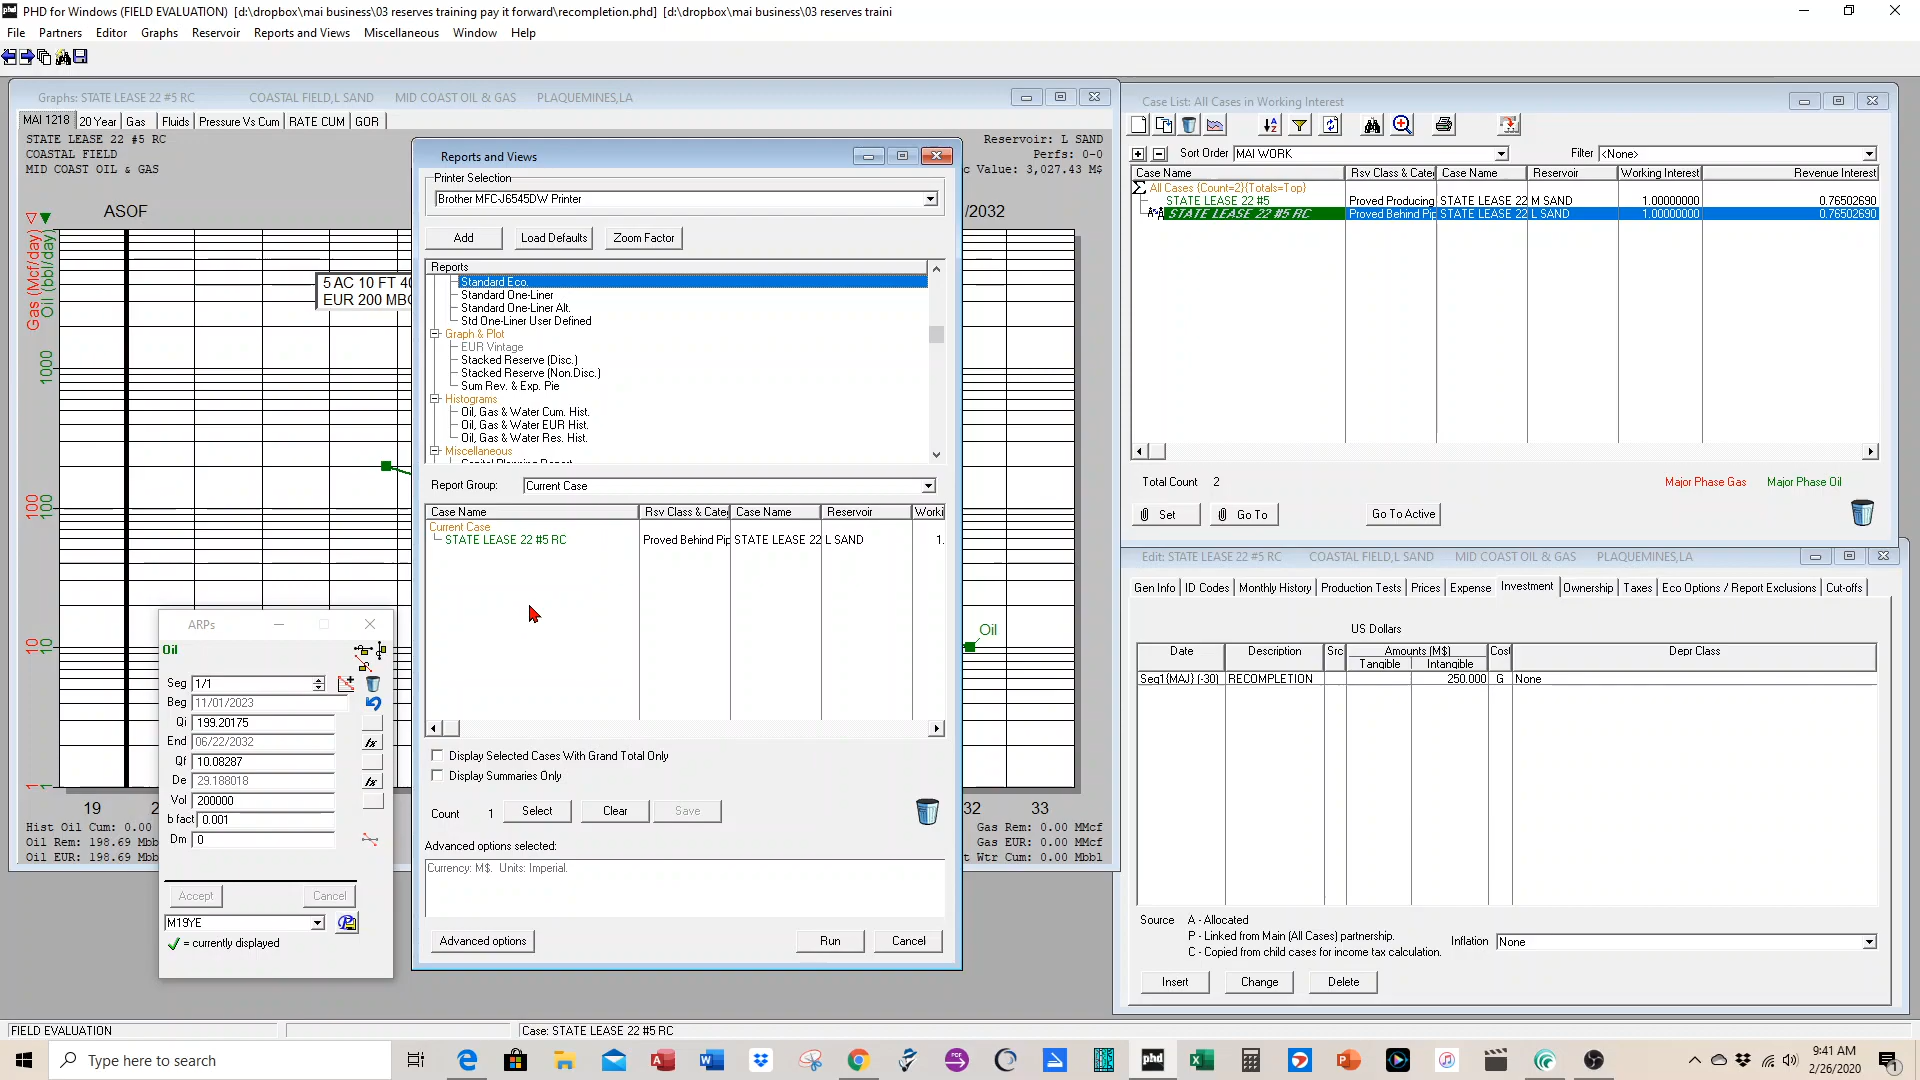 PHD for Windows (FIELD EVALUATION)  [d:\dropbox\mai business\03 reserves training pay it forward\recompletion.phd]  [d:\dropbox\mai business\03 reserves traini
File Partners Editor Graphs Reservoir Reports and Views Miscellaneous Window Help
Graphs: STATE LEASE 22 #5 RC COASTAL FIELD,L SAND MID COAST OIL & GAS PLAQUEMINES,LA
MAI 1218 20 Year Gas Fluids Pressure Vs Cum RATE CUM GOR
STATE LEASE 22 #5 RC
COASTAL FIELD
MID COAST OIL & GAS
Reservoir: L SAND
Perfs: 0-0
c Value: 3,027.43 M$
ASOF
/2032
Gas (Mcf/day)
Oil (bbl/day)
5 AC 10 FT 40
EUR 200 MBO
1000
100
100
10
10
1
1
Oil
19
2
32
33
Hist Oil Cum: 0.00
Oil Rem: 198.69 Mbb
Oil EUR: 198.69 Mbb
Gas Rem: 0.00 MMcf
Gas EUR: 0.00 MMcf
t Wtr Cum: 0.00 Mbbl
ARPs
Oil
Seg 1/1
Beg 11/01/2023
Qi 199.20175
End 06/22/2032
Qf 10.08287
De 29.188018
Vol 200000
b fact 0.001
Dm 0
Accept Cancel
M19YE
= currently displayed
Reports and Views
Printer Selection
Brother MFC-J6545DW Printer
Add Load Defaults Zoom Factor
Reports
Standard Eco.
Standard One-Liner
Standard One-Liner Alt.
Std One-Liner User Defined
Graph & Plot
EUR Vintage
Stacked Reserve (Disc.)
Stacked Reserve (Non.Disc.)
Sum Rev. & Exp. Pie
Histograms
Oil, Gas & Water Cum. Hist.
Oil, Gas & Water EUR Hist.
Oil, Gas & Water Res. Hist.
Miscellaneous
Capital Planning Report
Report Group: Current Case
Case Name Rsv Class & Cate Case Name Reservoir Worki
Current Case
STATE LEASE 22 #5 RC Proved Behind Pip STATE LEASE 22 L SAND 1.
Display Selected Cases With Grand Total Only
Display Summaries Only
Count 1 Select Clear Save
Advanced options selected:
Currency: M$. Units: Imperial.
Advanced options Run Cancel
Case List: All Cases in Working Interest
Sort Order MAI WORK Filter <None>
Case Name Rsv Class & Cate Case Name Reservoir Working Interest Revenue Interest
All Cases {Count=2}{Totals=Top}
STATE LEASE 22 #5 Proved Producing STATE LEASE 22 M SAND 1.00000000 0.76502690
STATE LEASE 22 #5 RC Proved Behind Pip STATE LEASE 22 L SAND 1.00000000 0.76502690
Total Count 2 Major Phase Gas Major Phase Oil
Set Go To Go To Active
Edit: STATE LEASE 22 #5 RC COASTAL FIELD,L SAND MID COAST OIL & GAS PLAQUEMINES,LA
Gen Info ID Codes Monthly History Production Tests Prices Expense Investment Ownership Taxes Eco Options / Report Exclusions Cut-offs
US Dollars
Date Description Src Amounts (M$) Cost Depr Class
Tangible Intangible
Seg1{MAJ} (-30) RECOMPLETION 250.000 G None
Source A - Allocated
P - Linked from Main (All Cases) partnership.
C - Copied from child cases for income tax calculation.
Inflation None
Insert Change Delete
FIELD EVALUATION Case: STATE LEASE 22 #5 RC
Type here to search
phd
9:41 AM
2/26/2020